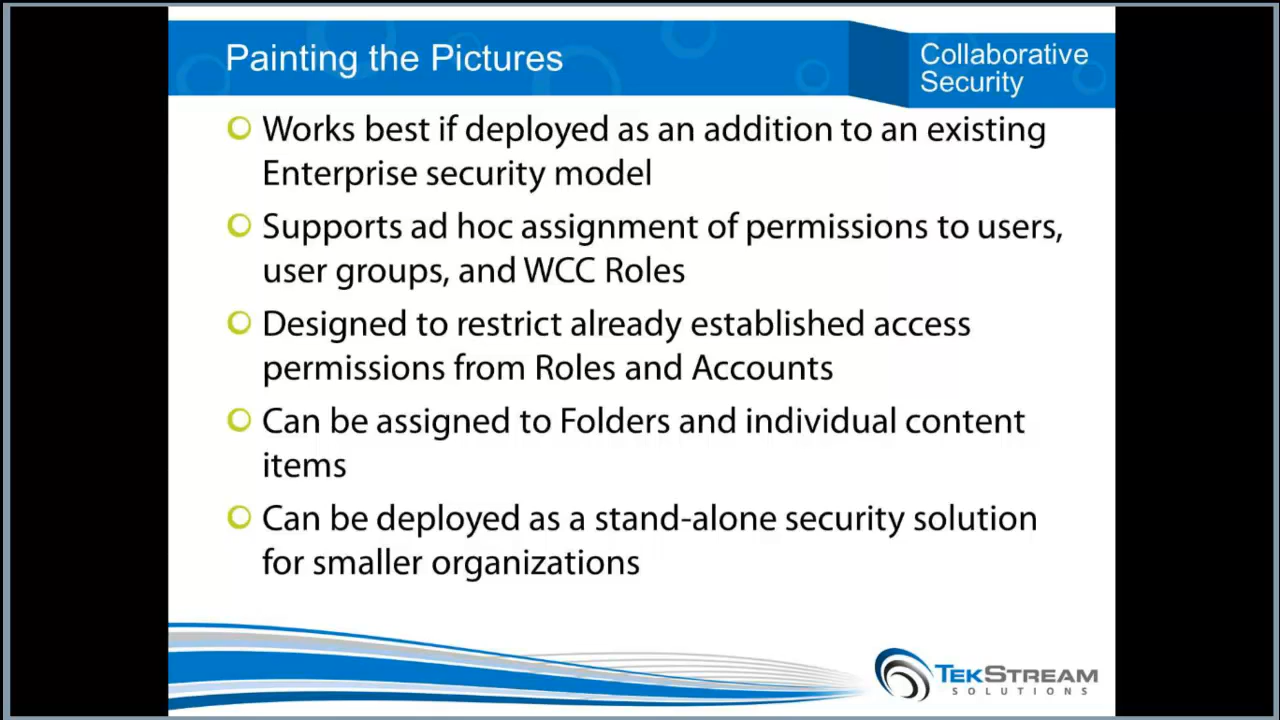 Painting the Pictures
Collaborative
Security
Works best if deployed as an addition to an existing
Enterprise security model
Supports ad hoc assignment of permissions to users,
user groups, and WCC Roles
Designed to restrict already established access
permissions from Roles and Accounts
Can be assigned to Folders and individual content
items
Can be deployed as a stand-alone security solution
for smaller organizations
TEKSTREAM
SOLUTIONS